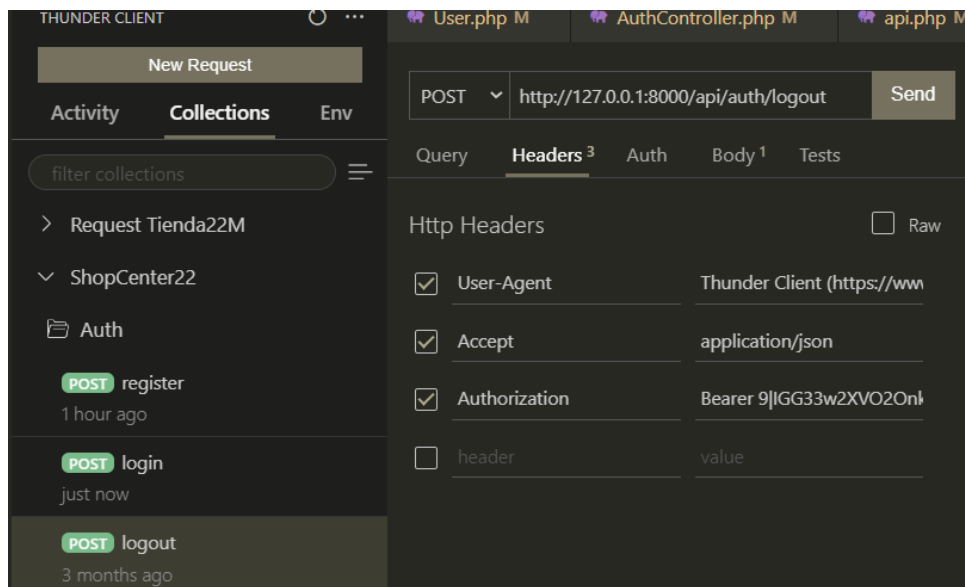 THUNDER CLIENT
New Request
Activity Collections Env
filter collections
Request Tienda22M
ShopCenter22
Auth
POST register
1 hour ago
POST login
just now
POST logout
3 months ago
User.php M
AuthController.php M
api.php M
POST http://127.0.0.1:8000/api/auth/logout Send
Query Headers 3 Auth Body 1 Tests
Http Headers Raw
User-Agent Thunder Client (https://www
Accept application/json
Authorization Bearer 9|IGG33w2XVO2Onk
header value